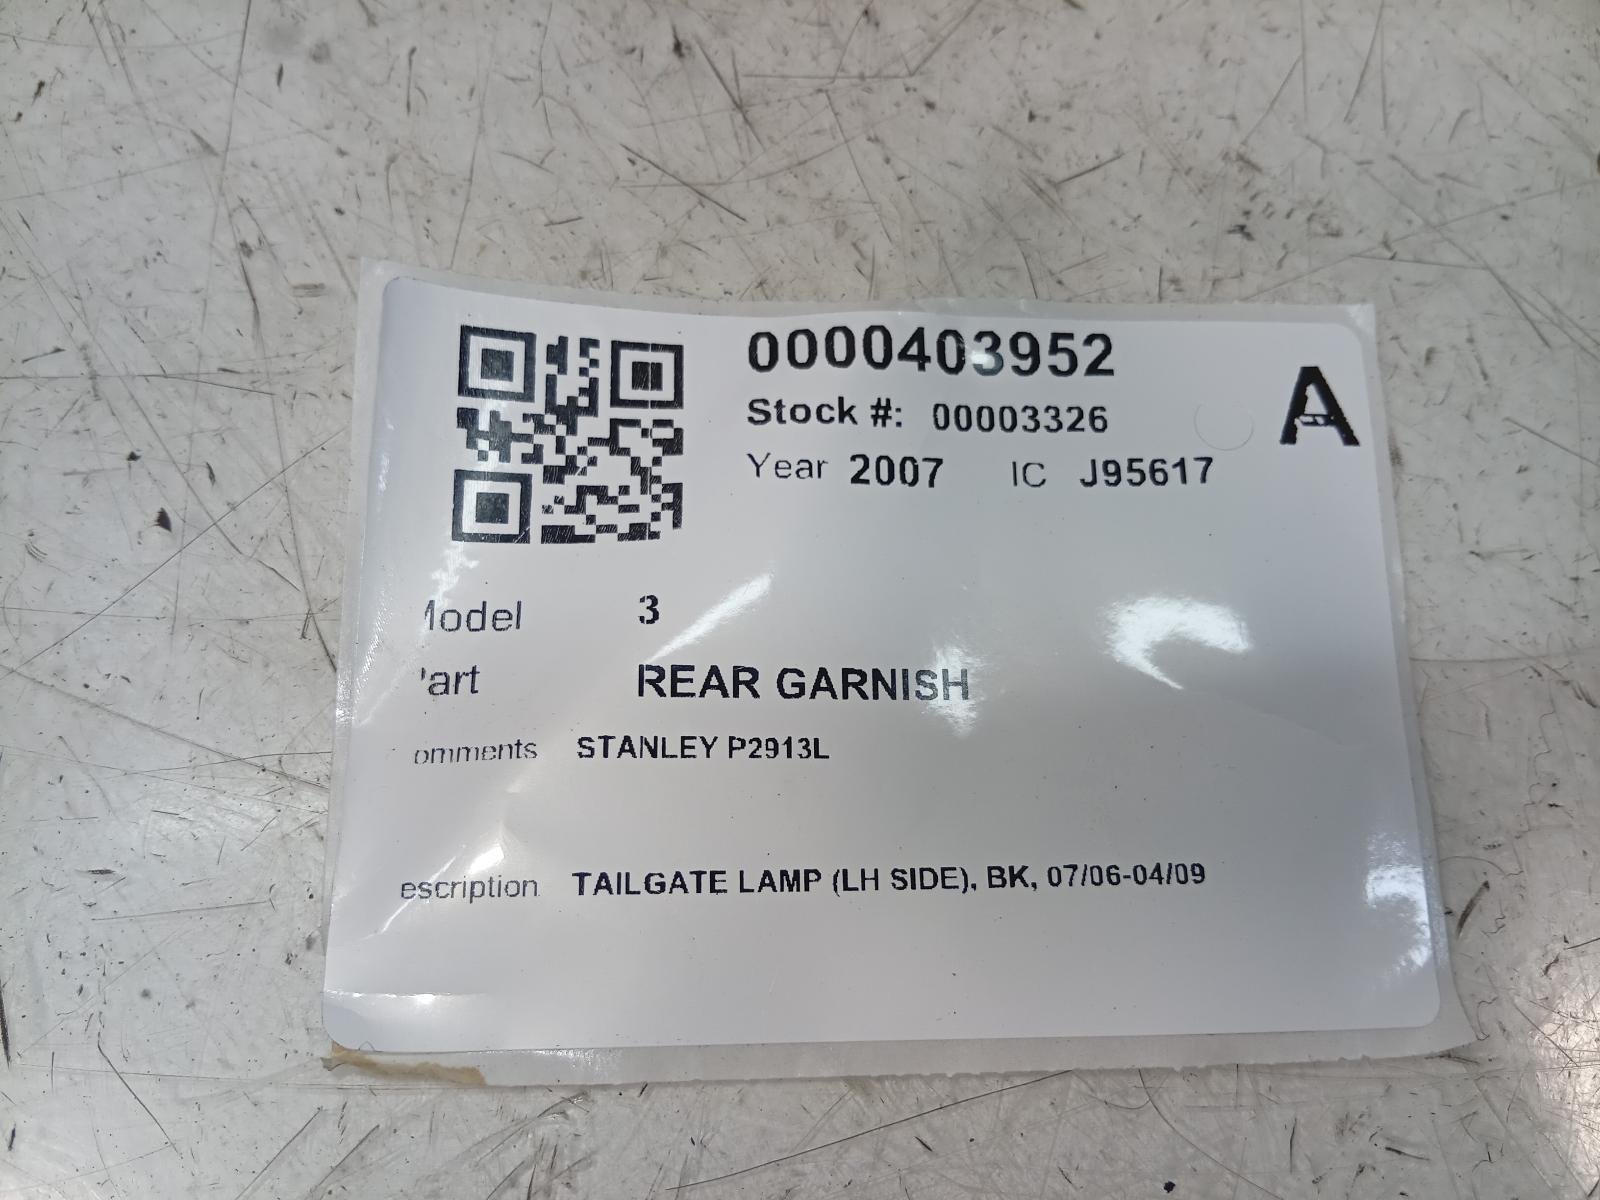 0000403952
A
Stock #: 00003326
Year 2007 IC J95617
Model 3
Part REAR GARNISH
omments STANLEY P2913L
escription TAILGATE LAMP (LH SIDE), BK, 07/06-04/09